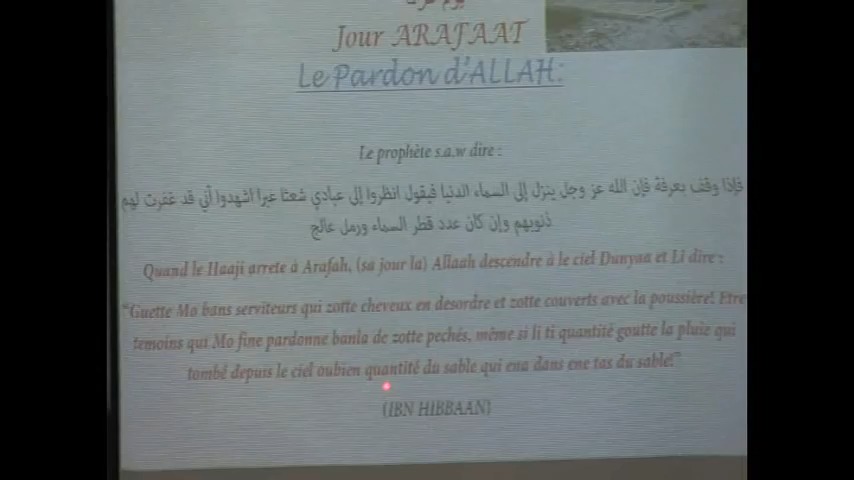 Jour ARAFAAT
Le Pardon d'ALLAH:
Le prophète s.a.w dire :
فإذا وقف بعرفة فإن الله عز وجل ينزل إلى السماء الدنيا فيقول انظروا إلى عبادي شعثا غبرا اشهدوا أني قد غفرت لهم
ذنوبهم وإن كان عدد قطر السماء ورمل عالج
Quand le Haaji arrete à Arafah, (sa jour la) Allaah descendre à le ciel Dunyaa et Li dire :
"Guette Mo bans serviteurs qui zotte cheveux en desordre et zotte couverts avec la poussière! Etre
temoins qui Mo fine pardonne banla de zotte pechés, même si li ti quantité goutte la pluie qui
tombé depuis le ciel oubien quantité du sable qui ena dans ene tas du sable!"
(IBN HIBBAAN)